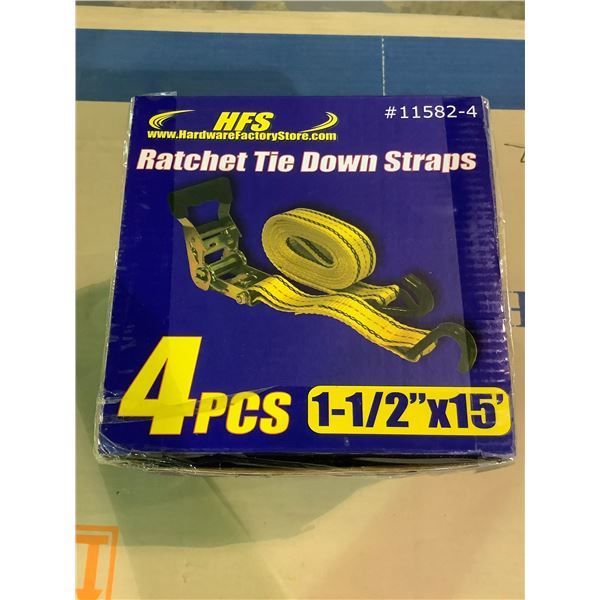 HFS
#11582-4
www.HardwareFactoryStore.com
Ratchet Tie Down Straps
4PCS
1-1/2”x15’